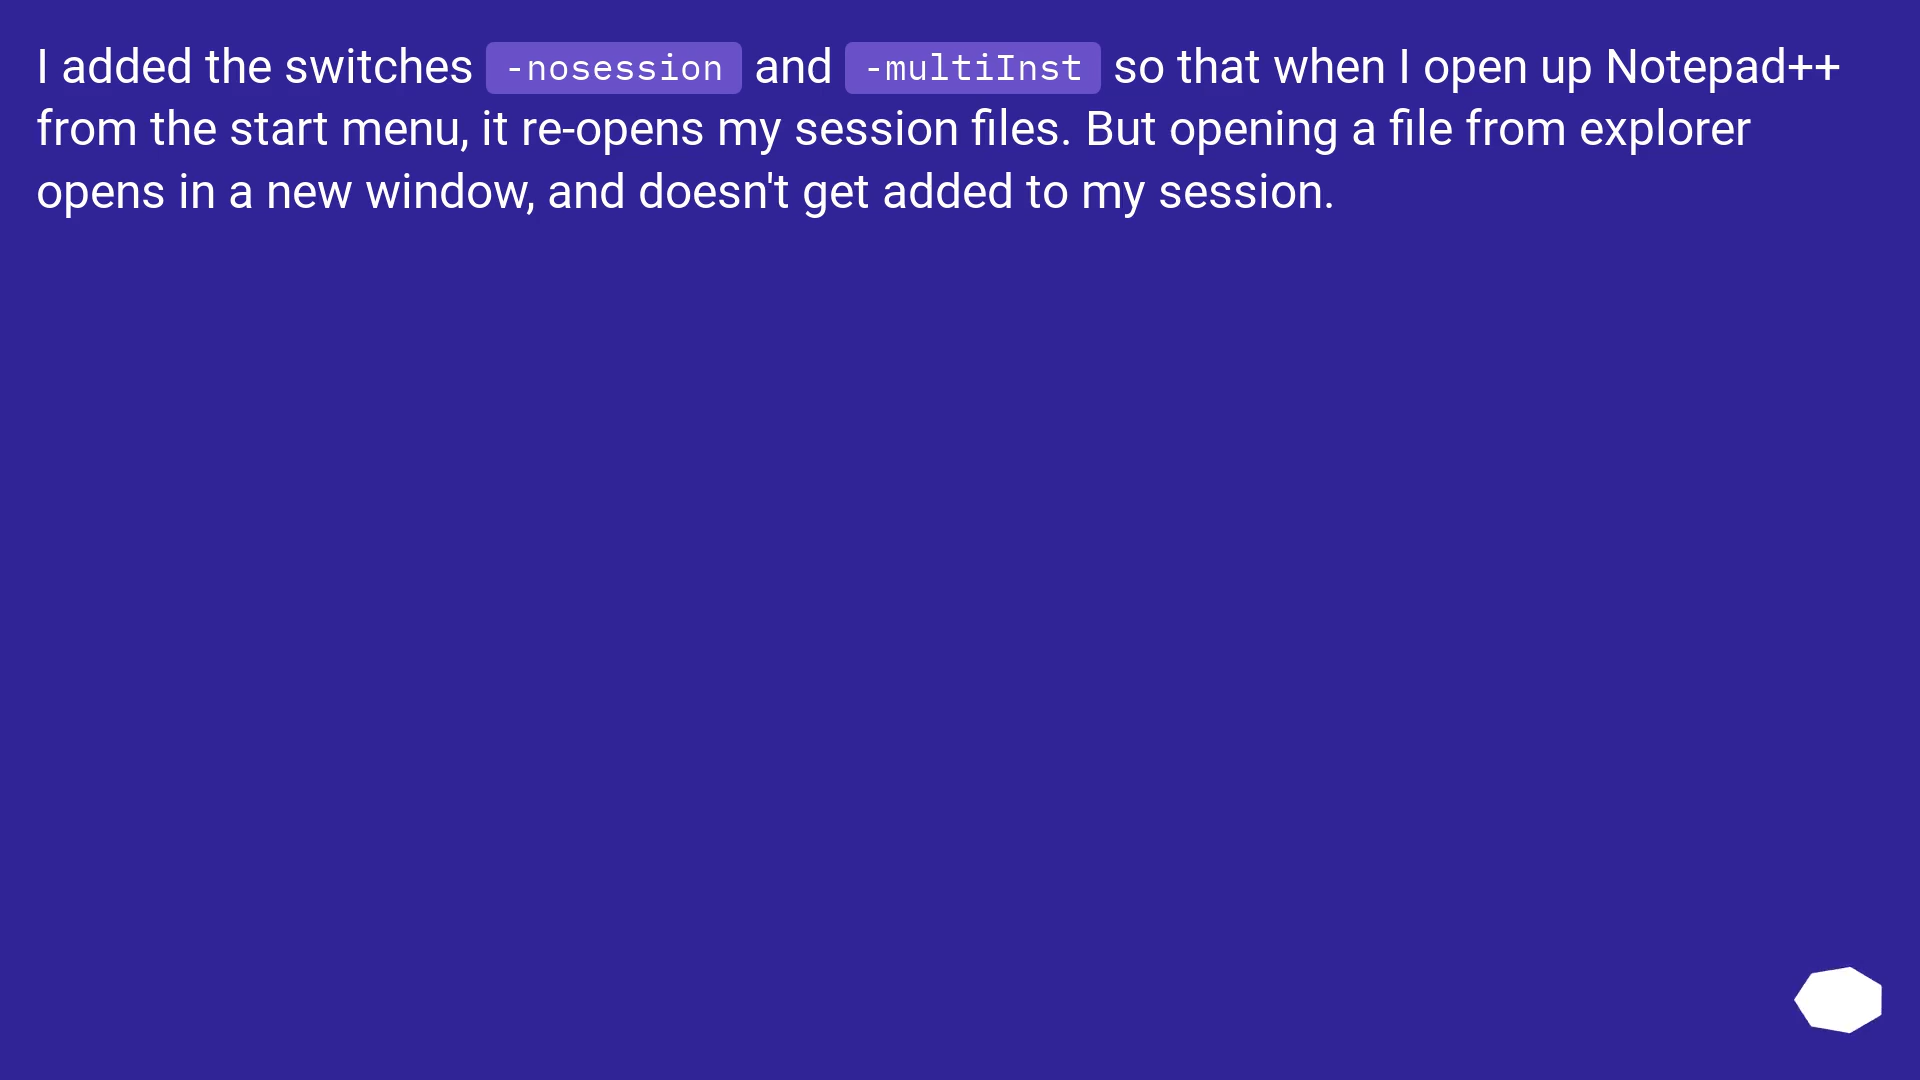 I added the switches -nosession and -multiInst so that when I open up Notepad++
from the start menu, it re-opens my session files. But opening a file from explorer
opens in a new window, and doesn't get added to my session.